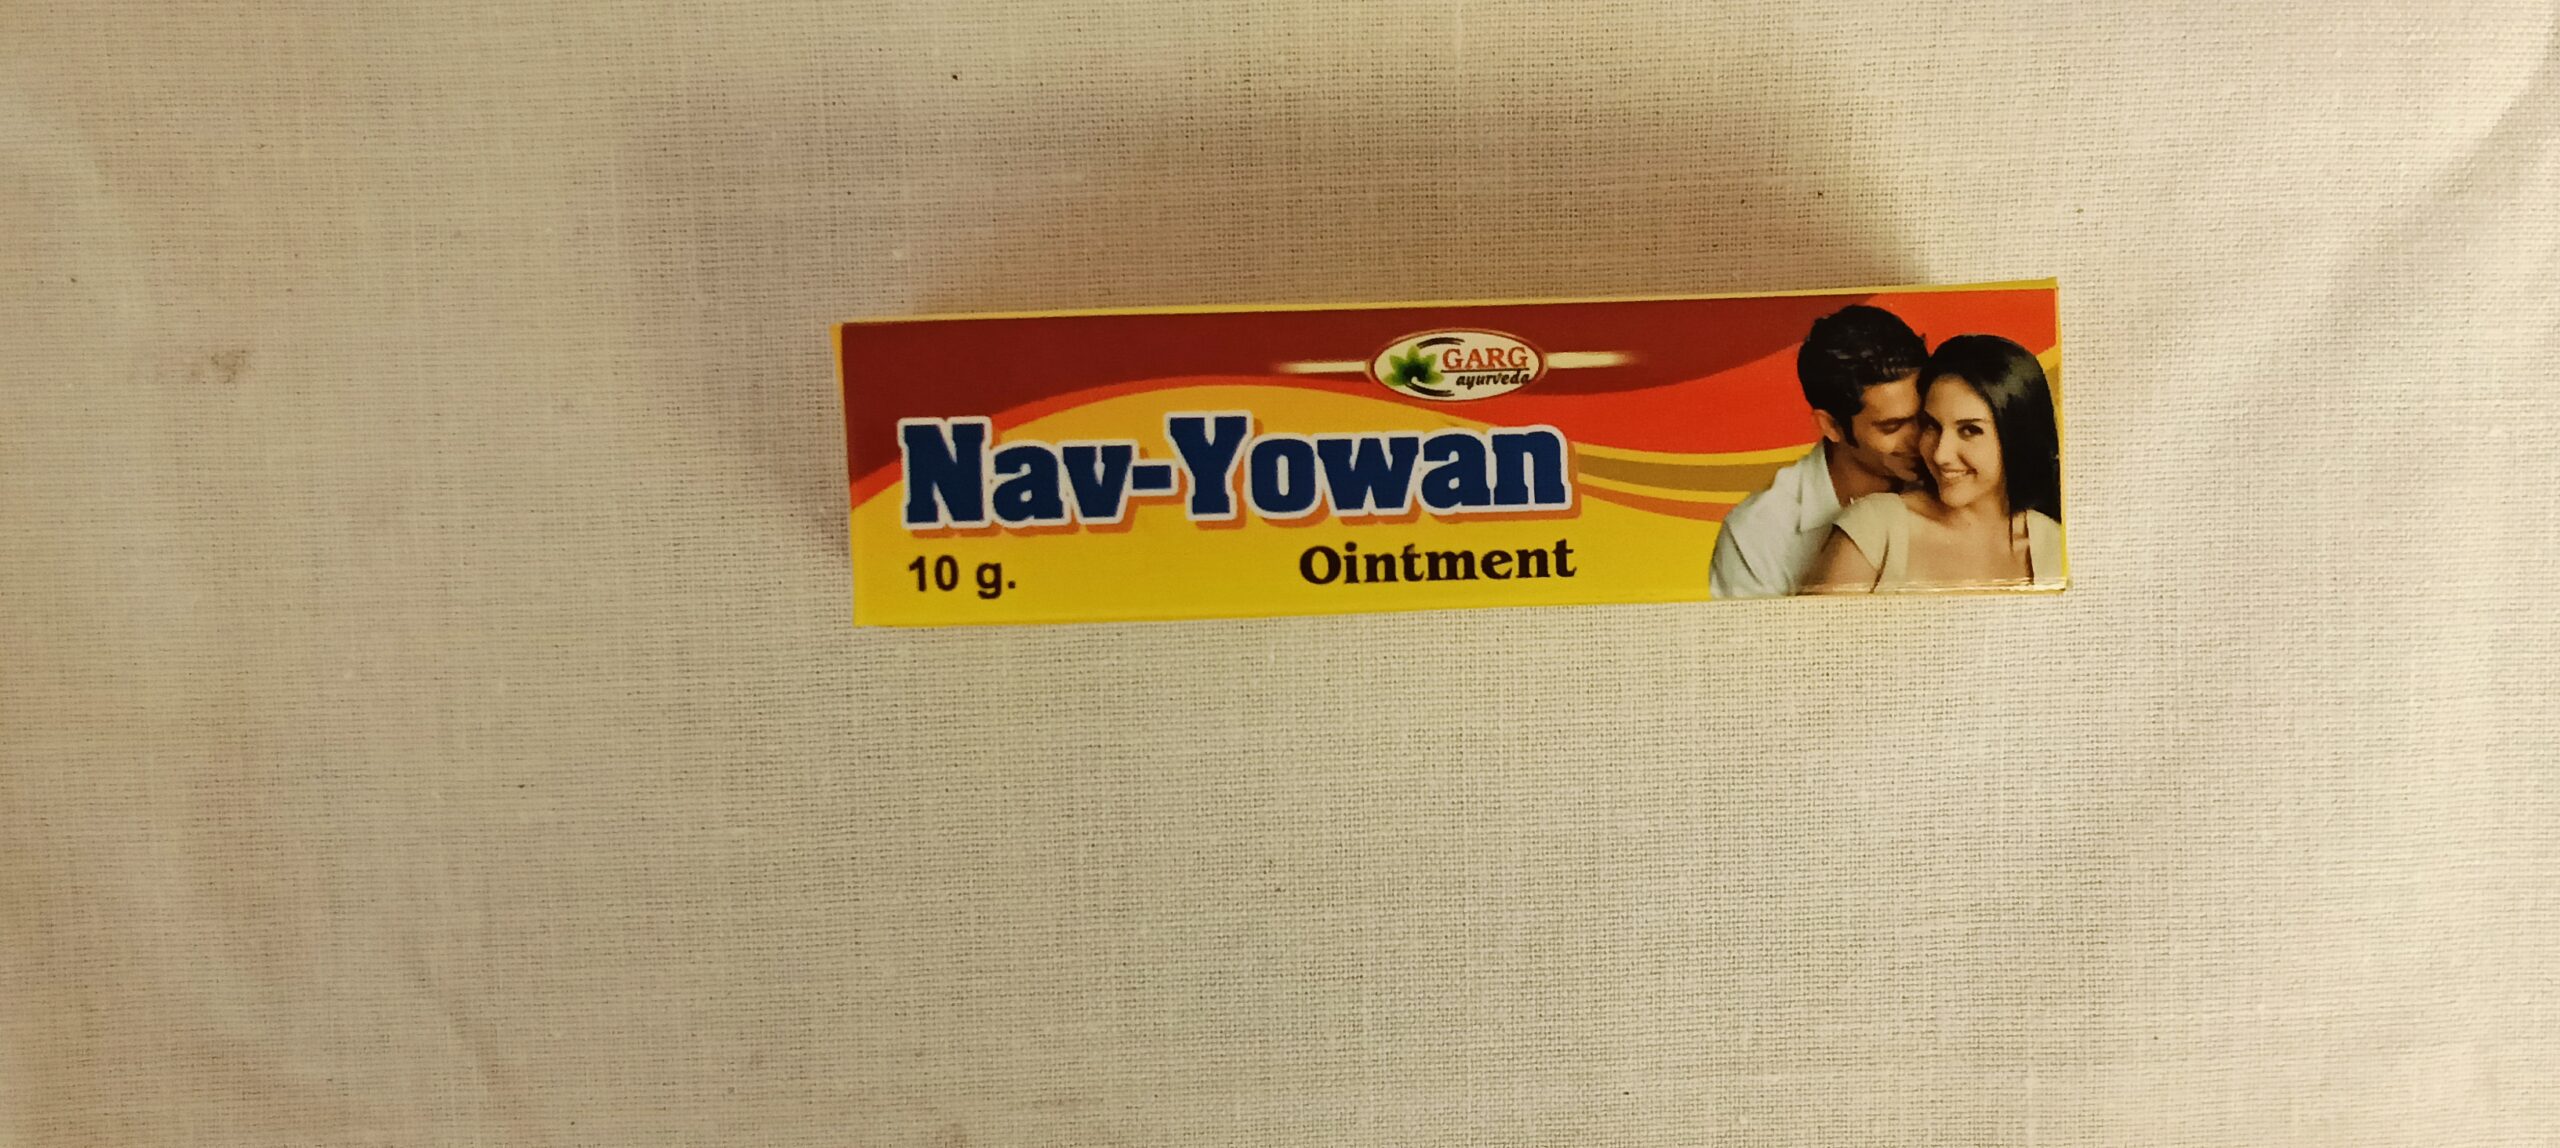 GARG
ayurveda
Nav-Yowan
10 g. Ointment